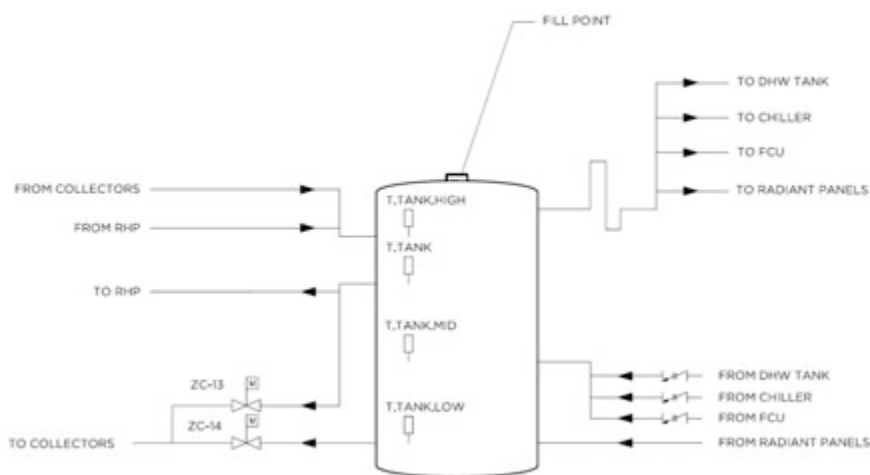 FILL POINT
TO DHW TANK
TO CHILLER
TO FCU
TO RADIANT PANELS
FROM COLLECTORS
FROM RHP
TO RHP
T,TANK,HIGH
T,TANK
T,TANK,MID
T,TANK,LOW
ZC-13
M
ZC-14
M
TO COLLECTORS
FROM DHW TANK
FROM CHILLER
FROM FCU
FROM RADIANT PANELS